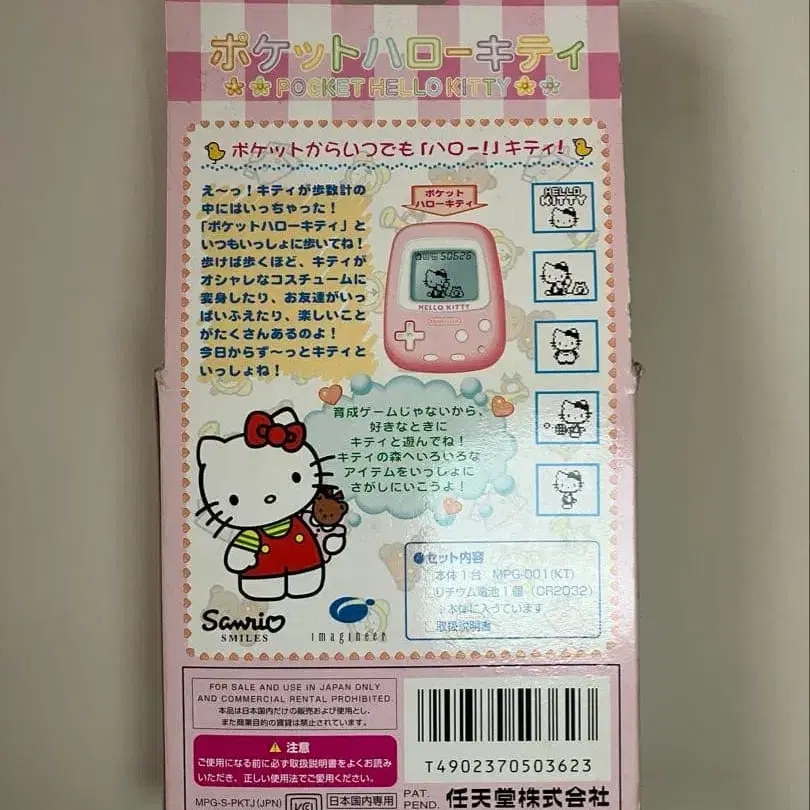 ポケットハローキティ
POCKET HELLO KITTY
ポケットからいつでも「ハロー!」キティ!
え〜っ!キティが歩数計の
中にはいっちゃった!
「ポケットハローキティ」と
いつもいっしょに歩いてね!
歩けば歩くほど、キティが
オシャレなコスチュームに
変身したり、お友達がいっ
ぱいふえたり、楽しいこと
がたくさんあるのよ!
今日からず〜っとキティと
いっしょね!
ポケット
ハローキティ
50626
HELLO KITTY
Nintendo
HELLO
KITTY
育成ゲームじゃないから、
好きなときに
キティと遊んでね!
キティの森へいろいろな
アイテムをいっしょに
さがしにいこうよ!
セット内容
本体1台 MPG-001(KT)
リチウム電池1個(CR2032)
本体に入っています
取扱説明書
Sanrio
SMILES
imagineer
FOR SALE AND USE IN JAPAN ONLY
AND COMMERCIAL RENTAL PROHIBITED.
本品は日本国内だけの販売および使用とし、
また商業目的の賃貸は禁止されています。
注意
ご使用になる前に必ず取扱説明書をよくお読み
いただき、正しい使用法でご愛用ください。
T4902370503623
MPG-S-PKTJ(JPN)
日本国内専用
PAT.
PEND.
任天堂株式会社